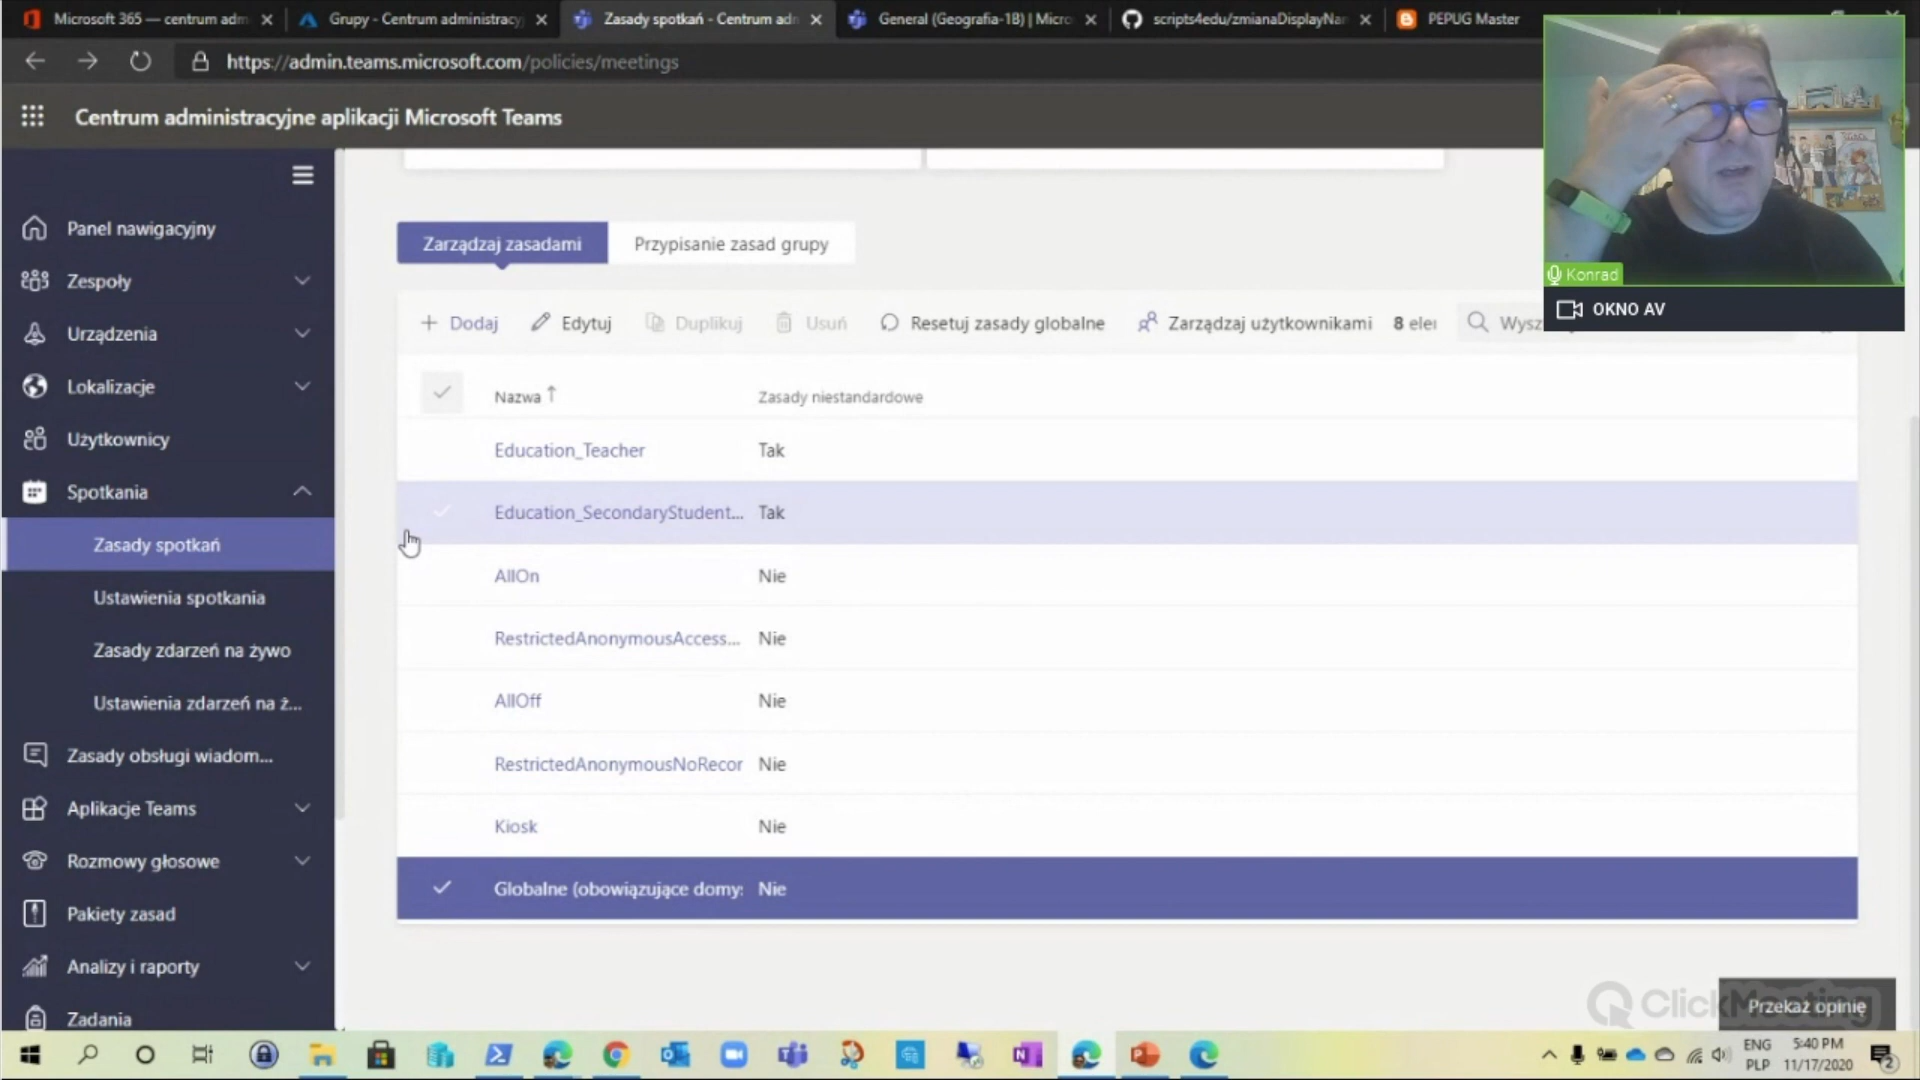 Microsoft 365 — centrum adm
Grupy - Centrum administracy
Zasady spotkań - Centrum adm
General (Geografia-1B) | Micro
scripts4edu/zmianaDisplayNa
PEPUG Master
https://admin.teams.microsoft.com/policies/meetings
Centrum administracyjne aplikacji Microsoft Teams
Konrad
OKNO AV
Panel nawigacyjny
Zespoły
Urządzenia
Lokalizacje
Użytkownicy
Spotkania
Zasady spotkań
Ustawienia spotkania
Zasady zdarzeń na żywo
Ustawienia zdarzeń na ż...
Zasady obsługi wiadom...
Aplikacje Teams
Rozmowy głosowe
Pakiety zasad
Analizy i raporty
Zadania
Zarządzaj zasadami
Przypisanie zasad grupy
+ Dodaj
Edytuj
Duplikuj
Usuń
Resetuj zasady globalne
Zarządzaj użytkownikami
8 eler
Wysz
Nazwa ↑
Zasady niestandardowe
Education_Teacher Tak
Education_SecondaryStudent... Tak
AllOn Nie
RestrictedAnonymousAccess... Nie
AllOff Nie
RestrictedAnonymousNoRecor Nie
Kiosk Nie
Globalne (obowiązujące domy: Nie
ClickMeeting
Przekaż opinię
ENG
PLP
5:40 PM
11/17/2020
2